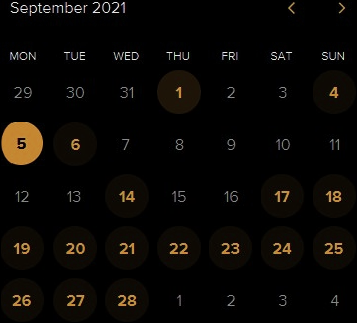 September 2021
MON TUE WED THU FRI SAT SUN
29 30 31 1 2 3 4
5 6 7 8 9 10 11
12 13 14 15 16 17 18
19 20 21 22 23 24 25
26 27 28 1 2 3 4